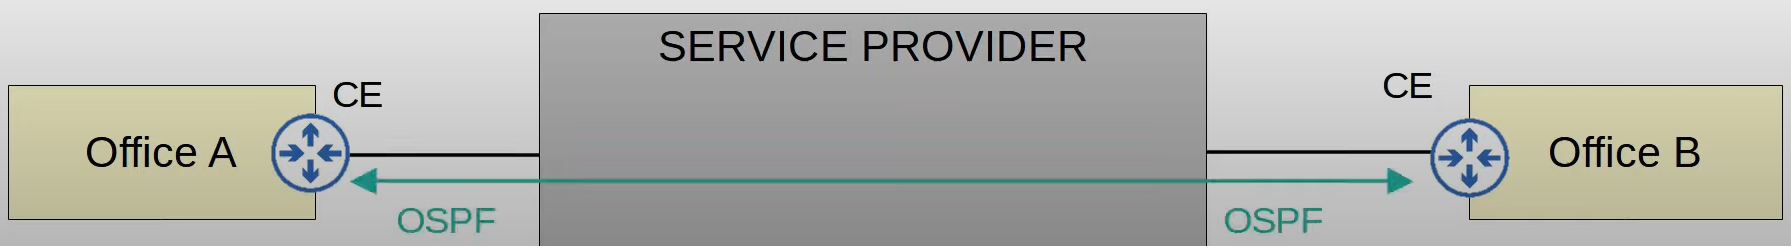 SERVICE PROVIDER
CE
CE
Office A
Office B
OSPF
OSPF